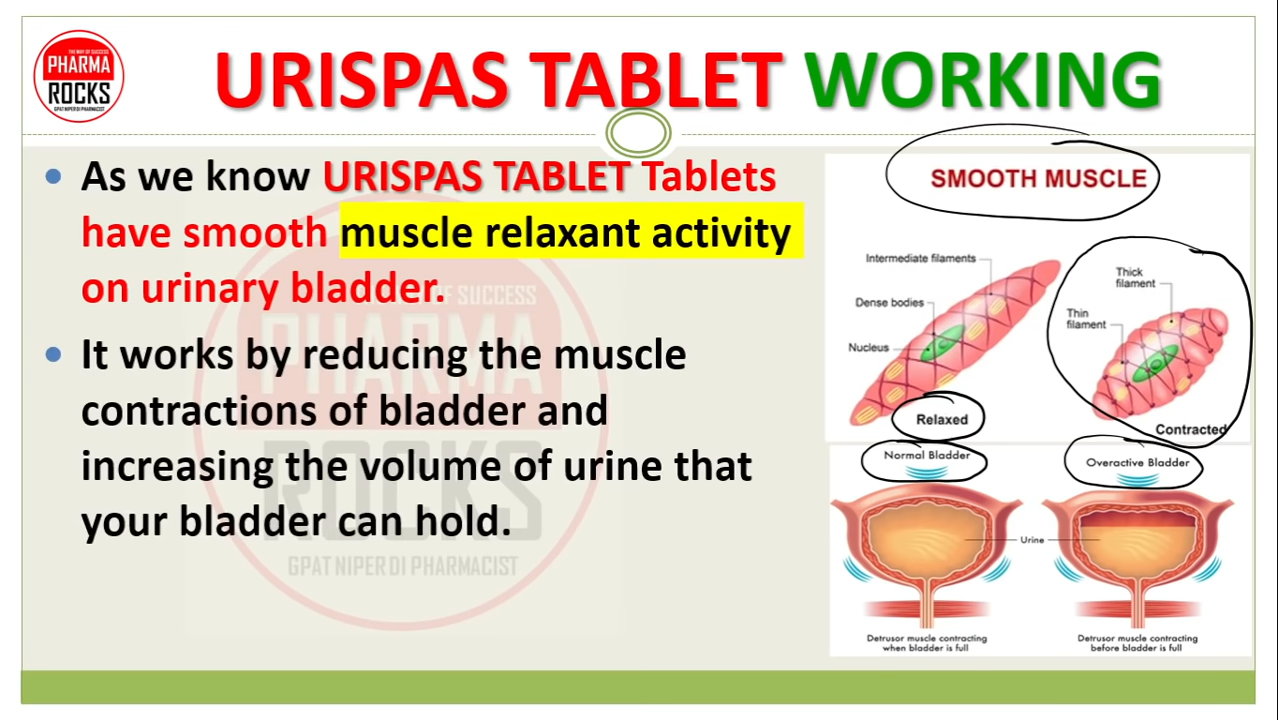 THE WAY OF SUCCESS
PHARMA
ROCKS
GPAT NIPER DI PHARMACIST
URISPAS TABLET WORKING
• As we know URISPAS TABLET Tablets
have smooth muscle relaxant activity
on urinary bladder.
• It works by reducing the muscle
contractions of bladder and
increasing the volume of urine that
your bladder can hold.
OF SUCCESS
PHARMA
ROCKS
GPAT NIPER DI PHARMACIST
SMOOTH MUSCLE
Intermediate filaments
Dense bodies
Nucleus
Relaxed
Thick
filament
Thin
filament
Contracted
Normal Bladder
Overactive Bladder
Urine
Detrusor muscle contracting
when bladder is full
Detrusor muscle contracting
before bladder is full